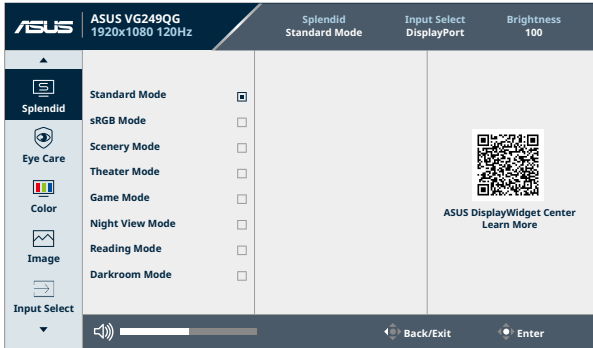 ASUS
ASUS VG249QG
1920x1080 120Hz
Splendid
Standard Mode
Input Select
DisplayPort
Brightness
100
Splendid
Eye Care
Color
Image
Input Select
Standard Mode
sRGB Mode
Scenery Mode
Theater Mode
Game Mode
Night View Mode
Reading Mode
Darkroom Mode
ASUS DisplayWidget Center
Learn More
Back/Exit
Enter